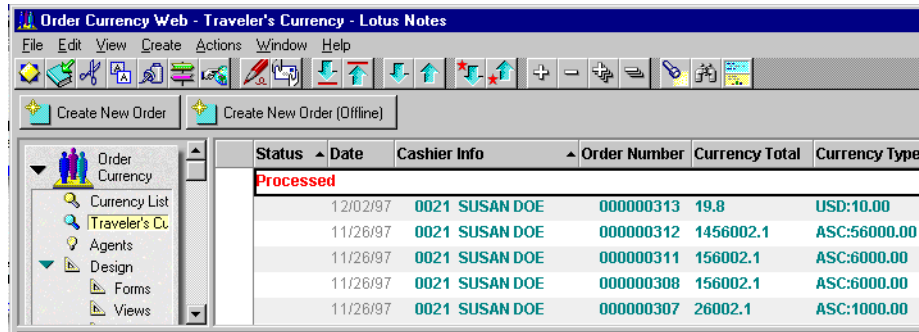 Order Currency Web - Traveler's Currency - Lotus Notes
File Edit View Create Actions Window Help
Create New Order Create New Order (Offline)
Order
Currency
Currency List
Traveler's Cu
Agents
Design
Forms
Views
Status Date Cashier Info Order Number Currency Total Currency Type
Processed
12/02/97 0021 SUSAN DOE 000000313 19.8 USD:10.00
11/26/97 0021 SUSAN DOE 000000312 1456002.1 ASC:56000.00
11/26/97 0021 SUSAN DOE 000000311 156002.1 ASC:6000.00
11/26/97 0021 SUSAN DOE 000000308 156002.1 ASC:6000.00
11/26/97 0021 SUSAN DOE 000000307 26002.1 ASC:1000.00